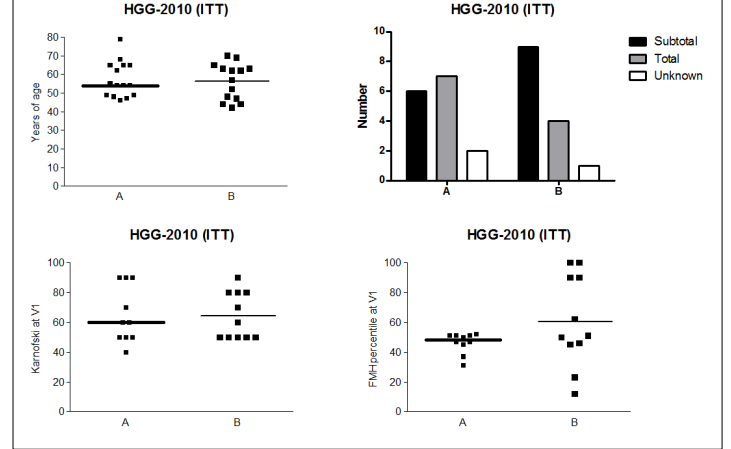 HGG-2010 (ITT)
Years of age
80
70
60
50
40
30
20
10
0
A
B
HGG-2010 (ITT)
Number
10
8
6
4
2
0
A
B
Subtotal
Total
Unknown
HGG-2010 (ITT)
Karnofski at V1
100
80
60
40
20
0
A
B
HGG-2010 (ITT)
FMH percentile at V1
100
80
60
40
20
0
A
B